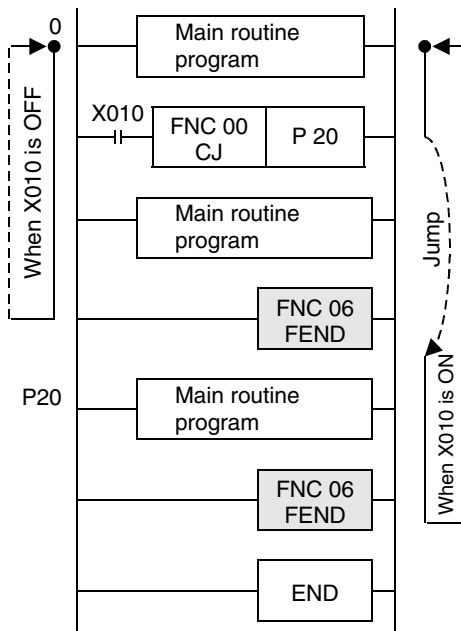 0
Main routine
program
When X010 is OFF
X010
FNC 00
CJ
P 20
Main routine
program
Jump
FNC 06
FEND
P20
Main routine
program
When X010 is ON
FNC 06
FEND
END